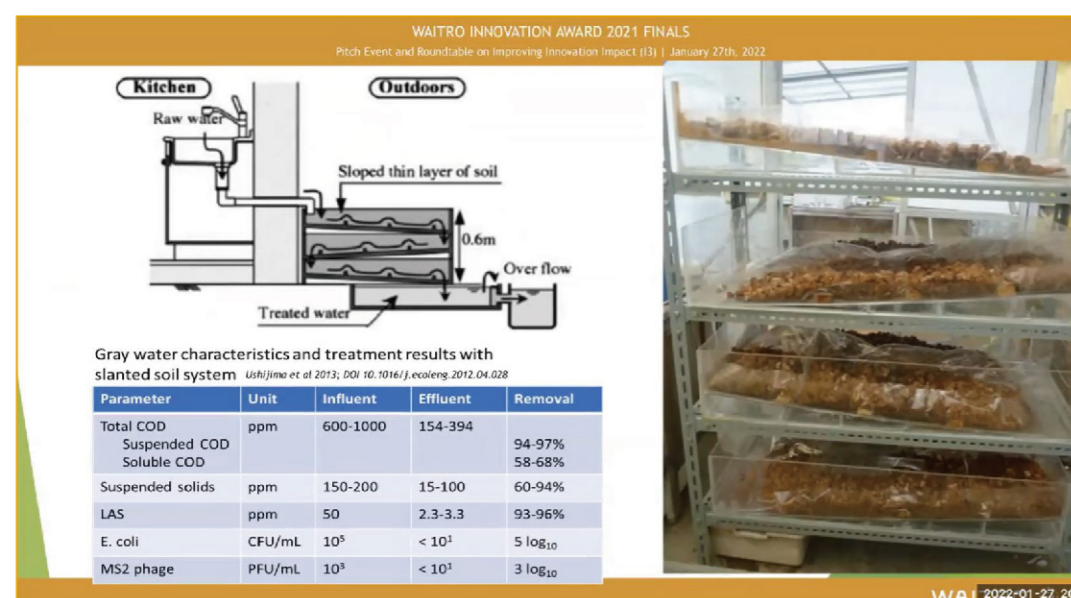 WAITRO INNOVATION AWARD 2021 FINALS
Pitch Event and Roundtable on Improving Innovation Impact (I3) | January 27th, 2022
Kitchen
Outdoors
Raw water
Sloped thin layer of soil
0.6m
Over flow
Treated water
Gray water characteristics and treatment results with
slanted soil system Ushijima et al 2013; DOI 10.1016/j.ecoleng.2012.04.028
Parameter Unit Influent Effluent Removal
Total COD ppm 600-1000 154-394
Suspended COD 94-97%
Soluble COD 58-68%
Suspended solids ppm 150-200 15-100 60-94%
LAS ppm 50 2.3-3.3 93-96%
E. coli CFU/mL 10⁵ < 10¹ 5 log₁₀
MS2 phage PFU/mL 10³ < 10¹ 3 log₁₀
2022-01-27